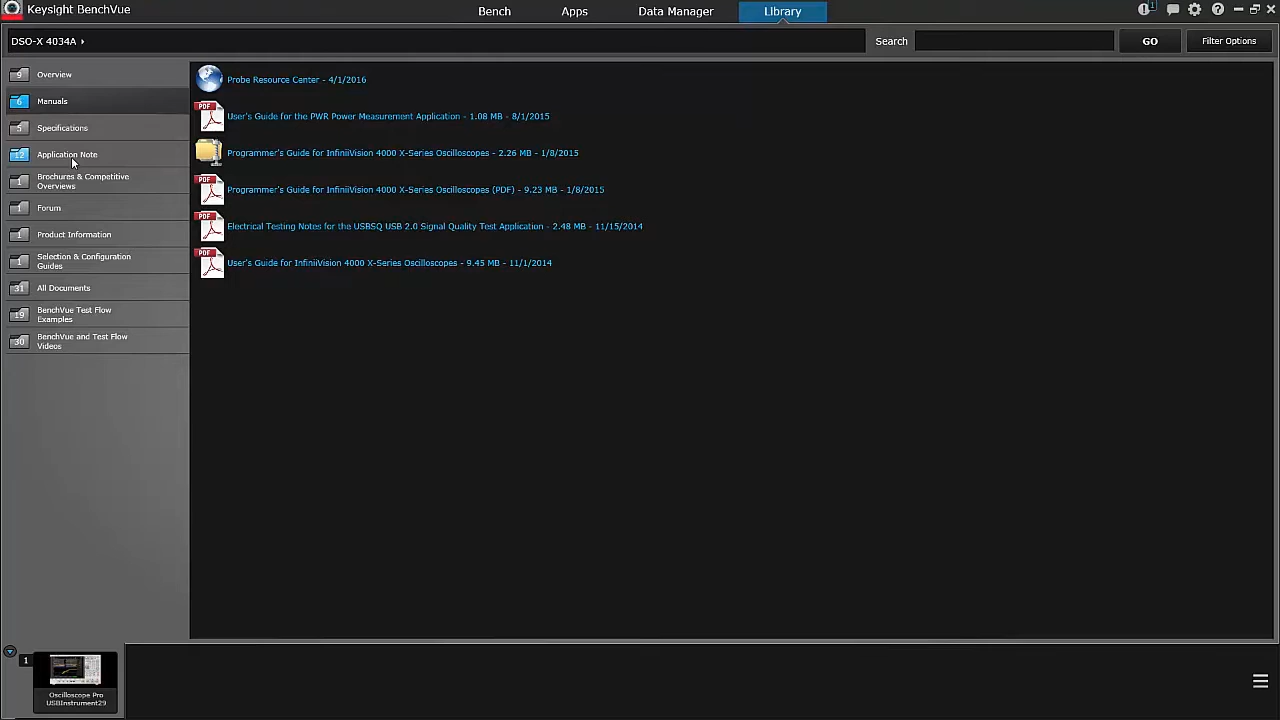 Keysight BenchVue
Bench
Apps
Data Manager
Library
1
DSO-X 4034A
Search
GO
Filter Options
9 Overview
6 Manuals
5 Specifications
12 Application Note
1 Brochures & Competitive
Overviews
1 Forum
1 Product Information
1 Selection & Configuration
Guides
31 All Documents
19 BenchVue Test Flow
Examples
30 BenchVue and Test Flow
Videos
Probe Resource Center - 4/1/2016
PDF User's Guide for the PWR Power Measurement Application - 1.08 MB - 8/1/2015
Programmer's Guide for InfiniiVision 4000 X-Series Oscilloscopes - 2.26 MB - 1/8/2015
PDF Programmer's Guide for InfiniiVision 4000 X-Series Oscilloscopes (PDF) - 9.23 MB - 1/8/2015
PDF Electrical Testing Notes for the USBSQ USB 2.0 Signal Quality Test Application - 2.48 MB - 11/15/2014
PDF User's Guide for InfiniiVision 4000 X-Series Oscilloscopes - 9.45 MB - 11/1/2014
1
Oscilloscope Pro
USBInstrument29